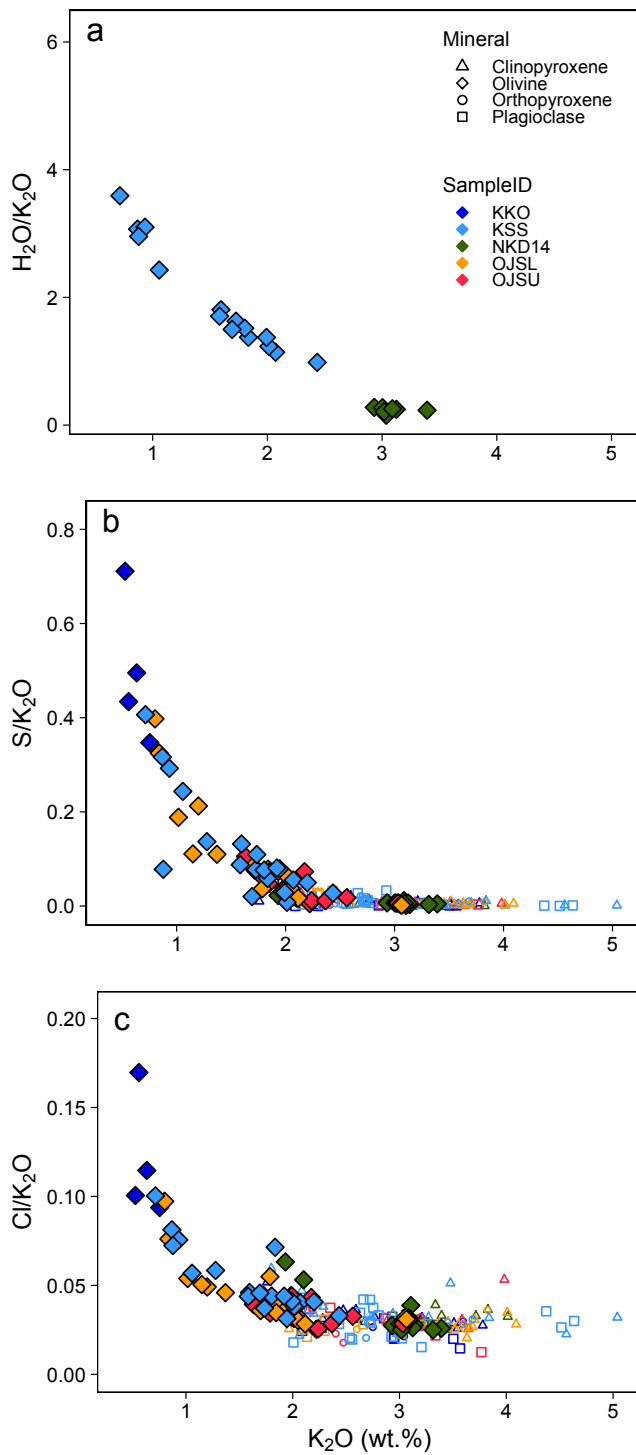 a
Mineral
Clinopyroxene
Olivine
Orthopyroxene
Plagioclase
SampleID
KKO
KSS
NKD14
OJSL
OJSU
H₂O/K₂O
6
4
2
0
1 2 3 4 5
b
S/K₂O
0.8
0.6
0.4
0.2
0.0
1 2 3 4 5
c
Cl/K₂O
0.20
0.15
0.10
0.05
0.00
1 2 3 4 5
K₂O (wt.%)